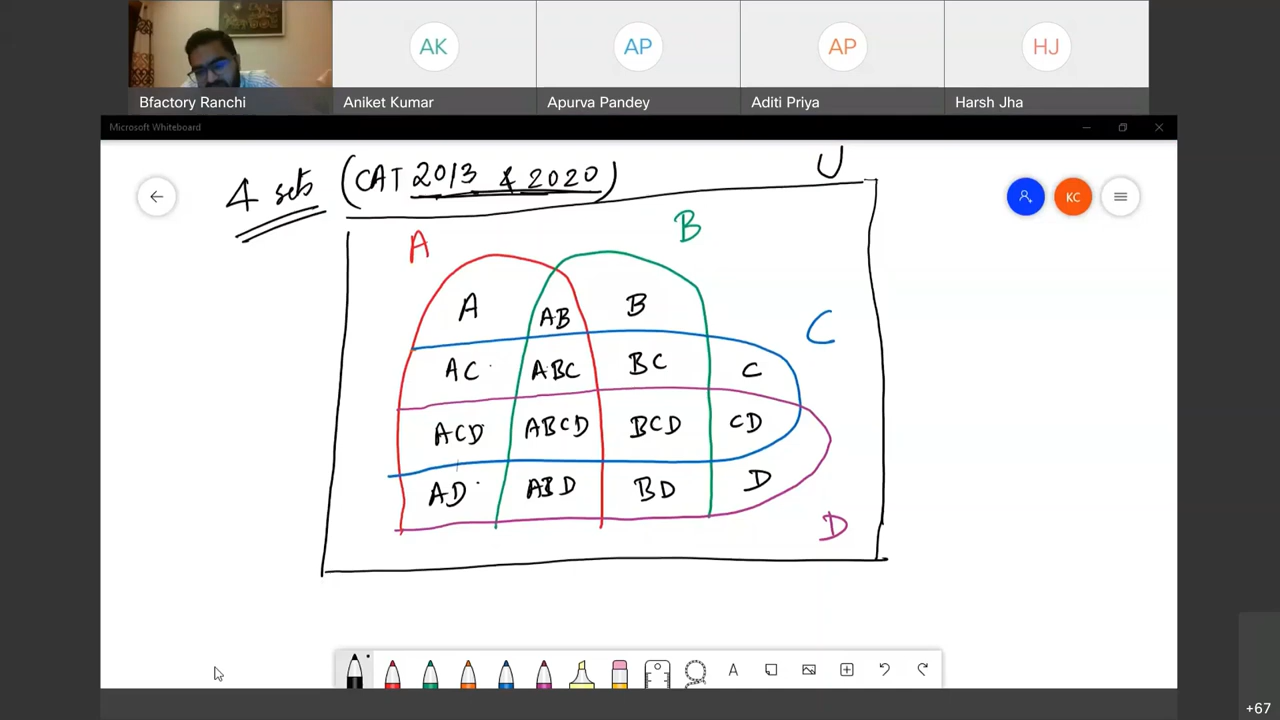 AK
AP
AP
HJ
Bfactory Ranchi
Aniket Kumar
Apurva Pandey
Aditi Priya
Harsh Jha
Microsoft Whiteboard
4 sets (CAT 2013 & 2020)
U
KC
A
B
C
D
A AB B
AC ABC BC C
ACD ABCD BCD CD
AD ABD BD D
A
+67